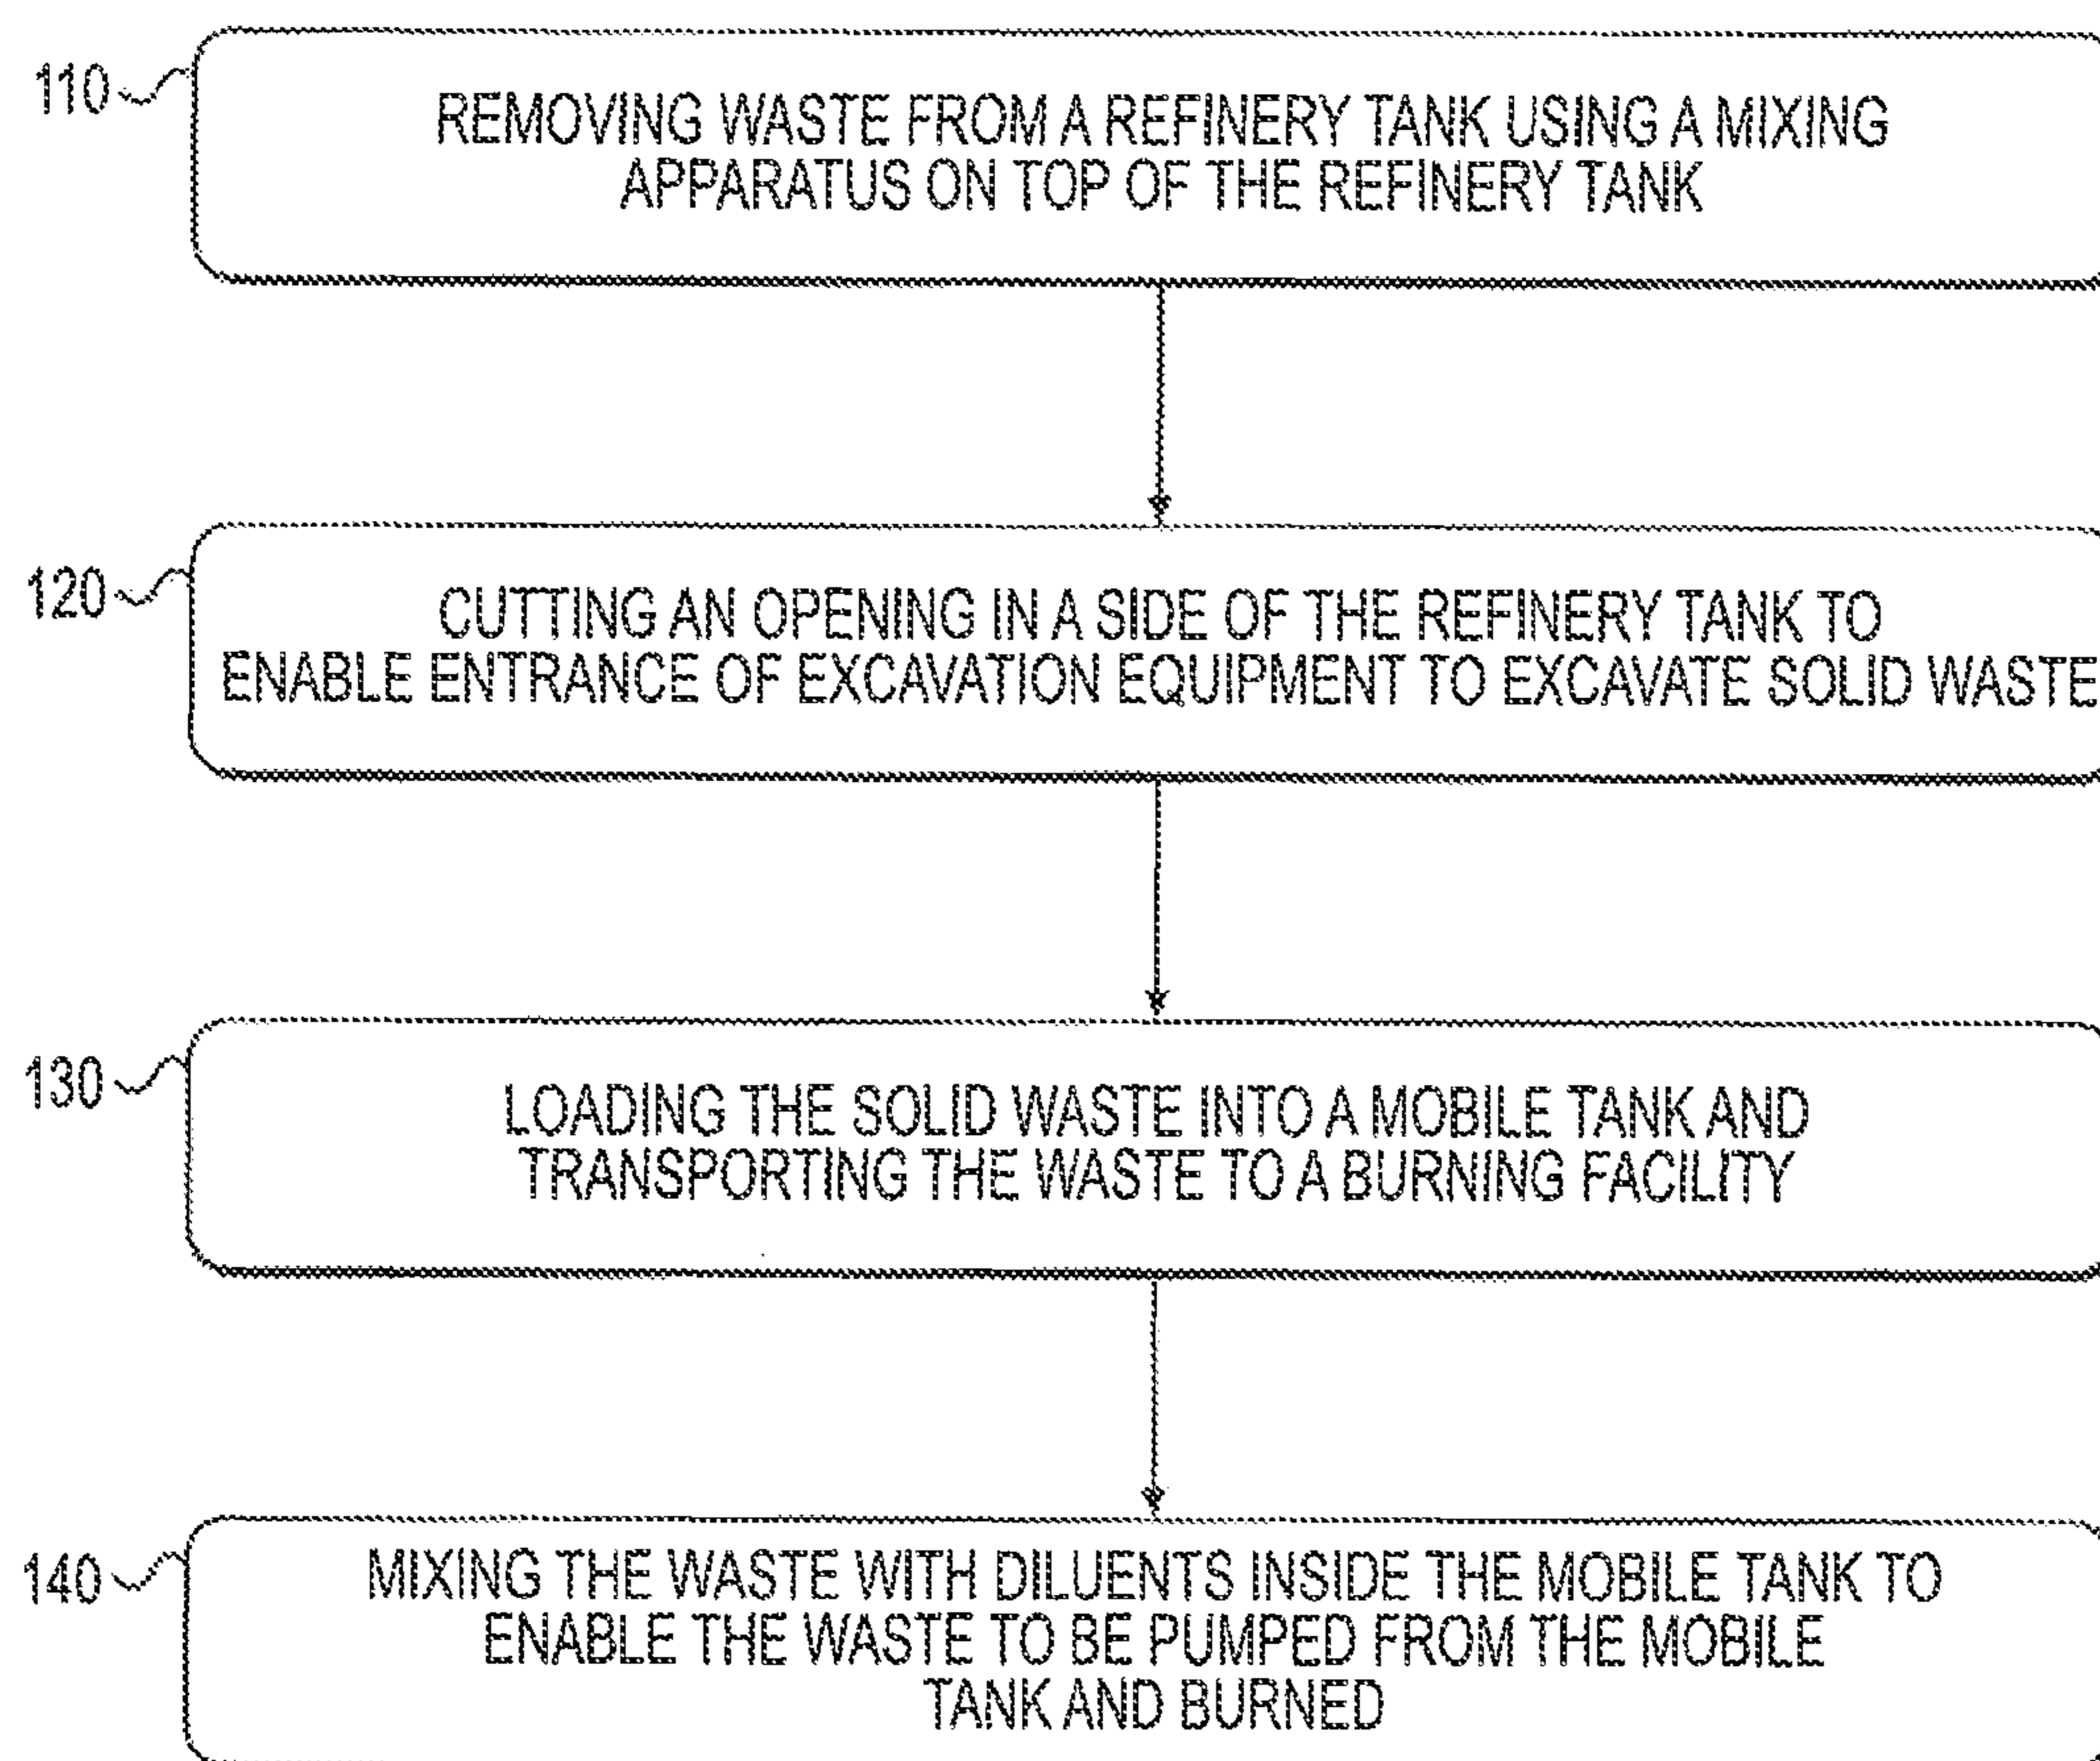 110
REMOVING WASTE FROM A REFINERY TANK USING A MIXING
APPARATUS ON TOP OF THE REFINERY TANK
120
CUTTING AN OPENING IN A SIDE OF THE REFINERY TANK TO
ENABLE ENTRANCE OF EXCAVATION EQUIPMENT TO EXCAVATE SOLID WASTE
130
LOADING THE SOLID WASTE INTO A MOBILE TANK AND
TRANSPORTING THE WASTE TO A BURNING FACILITY
140
MIXING THE WASTE WITH DILUENTS INSIDE THE MOBILE TANK TO
ENABLE THE WASTE TO BE PUMPED FROM THE MOBILE
TANK AND BURNED